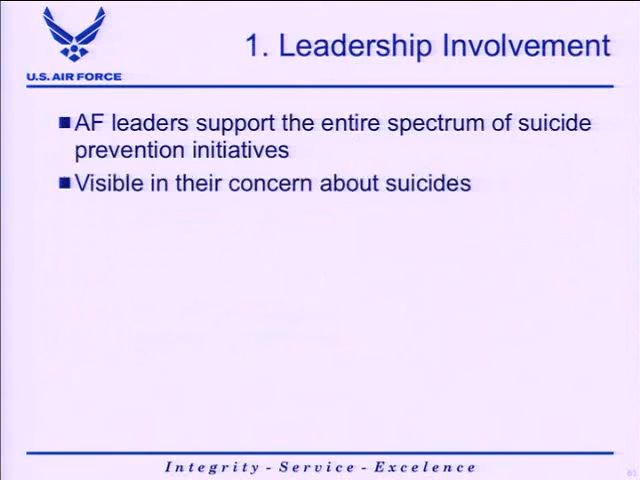 U.S. AIR FORCE
1. Leadership Involvement
AF leaders support the entire spectrum of suicide
prevention initiatives
Visible in their concern about suicides
Integrity - Service - Excelence